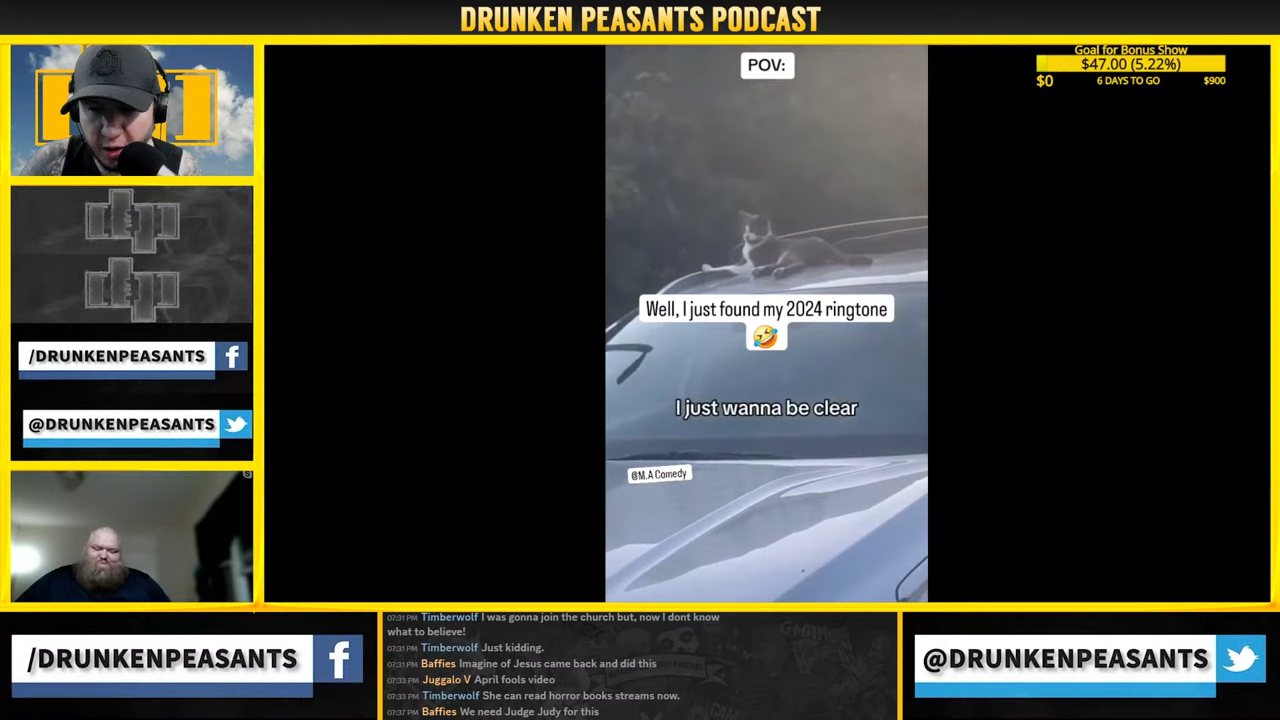 DRUNKEN PEASANTS PODCAST
POV:
Goal for Bonus Show
$47.00 (5.22%)
$0 6 DAYS TO GO $900
Well, I just found my 2024 ringtone
🤣
I just wanna be clear
@M.A Comedy
/DRUNKENPEASANTS f
@DRUNKENPEASANTS
07:31 PM Timberwolf I was gonna join the church but, now I dont know
what to believe!
07:31 PM Timberwolf Just kidding.
07:31 PM Baffies Imagine of Jesus came back and did this
07:33 PM Juggalo V April fools video
07:33 PM Timberwolf She can read horror books streams now.
07:37 PM Baffies We need Judge Judy for this
/DRUNKENPEASANTS f
@DRUNKENPEASANTS